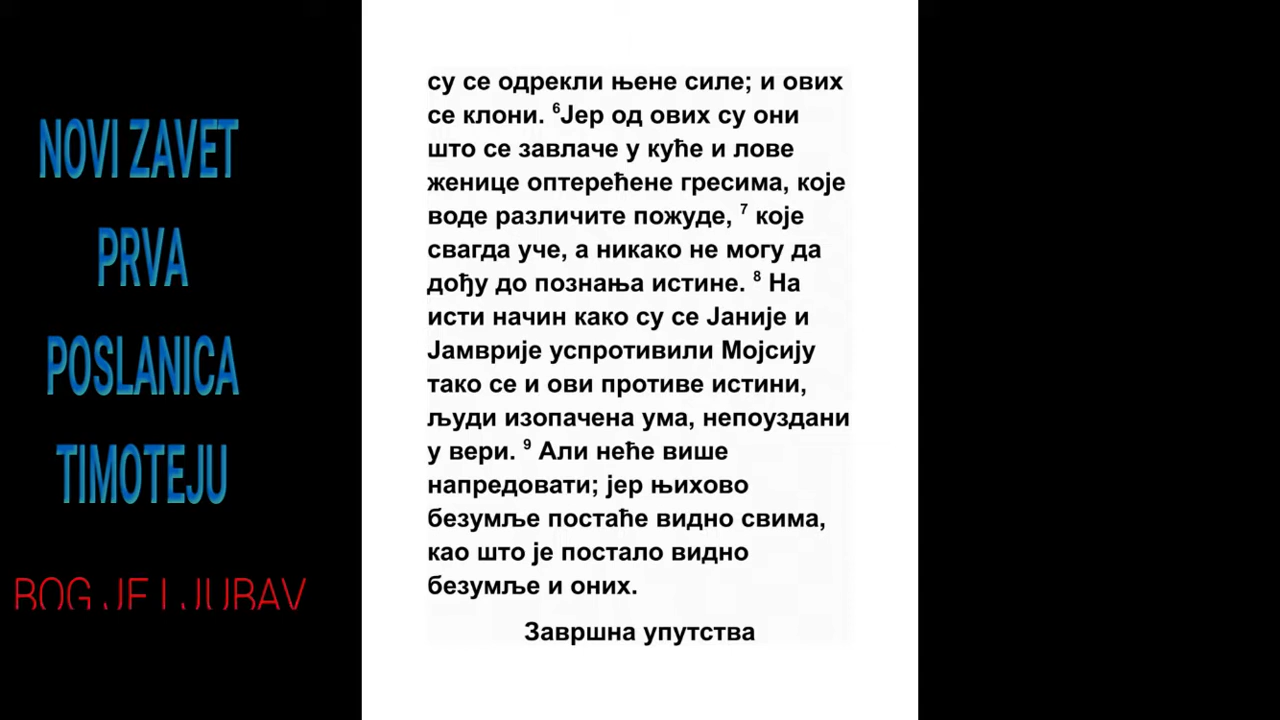 NOVI ZAVET
PRVA
POSLANICA
TIMOTEJU
BOG JE LJUBAV
су се одрекли њене силе; и ових
се клони. ⁶Јер од ових су они
што се завлаче у куће и лове
женице оптерећене гресима, које
воде различите пожуде, ⁷ које
свагда уче, а никако не могу да
дођу до познања истине. ⁸ На
исти начин како су се Јаније и
Јамврије успротивили Мојсију
тако се и ови противе истини,
људи изопачена ума, непоуздани
у вери. ⁹ Али неће више
напредовати; јер њихово
безумље постаће видно свима,
као што је постало видно
безумље и оних.
Завршна упутства